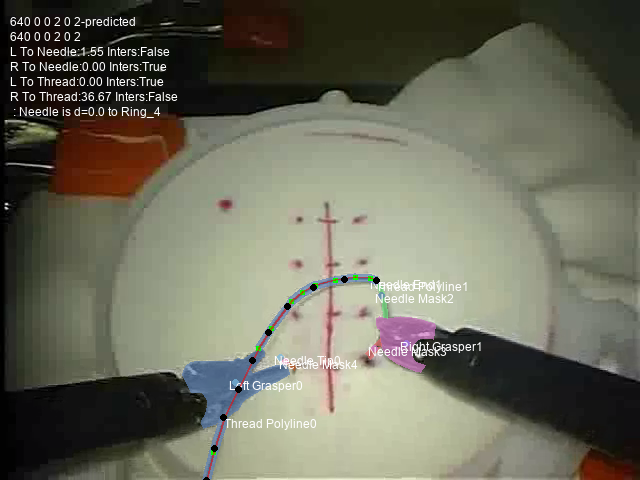 640 0 0 2 0 2-predicted
640 0 0 2 0 2
L To Needle:1.55 Inters:False
R To Needle:0.00 Inters:True
L To Thread:0.00 Inters:True
R To Thread:36.67 Inters:False
: Needle is d=0.0 to Ring_4
Needle End1
Thread Polyline1
Needle Mask2
Right Grasper1
Needle Mask3
Needle Tip0
Needle Mask4
Left Grasper0
Thread Polyline0